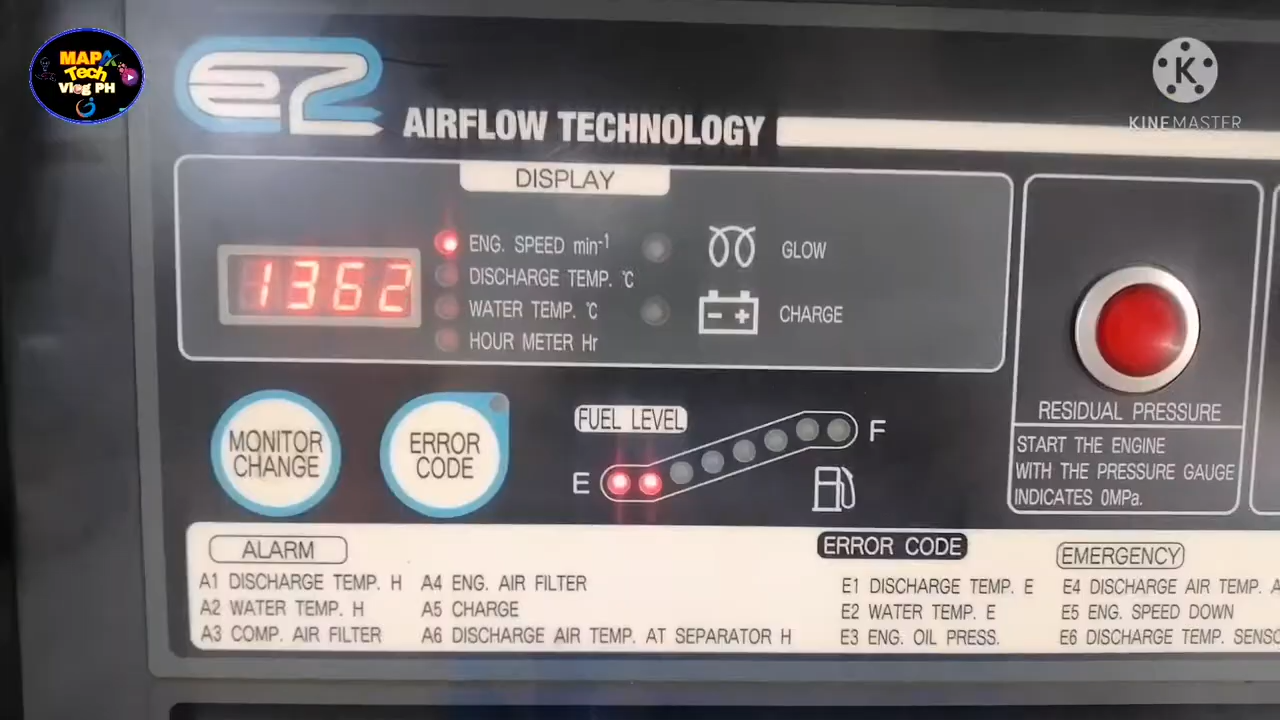 MAPA
Tech
Vlog PH
K
KINEMASTER
e2
AIRFLOW TECHNOLOGY
DISPLAY
1362
ENG. SPEED min-1
DISCHARGE TEMP. ℃
WATER TEMP. ℃
HOUR METER Hr
GLOW
CHARGE
MONITOR
CHANGE
ERROR
CODE
FUEL LEVEL
E
F
RESIDUAL PRESSURE
START THE ENGINE
WITH THE PRESSURE GAUGE
INDICATES 0MPa.
ALARM
A1 DISCHARGE TEMP. H
A2 WATER TEMP. H
A3 COMP. AIR FILTER
A4 ENG. AIR FILTER
A5 CHARGE
A6 DISCHARGE AIR TEMP. AT SEPARATOR H
ERROR CODE
E1 DISCHARGE TEMP. E
E2 WATER TEMP. E
E3 ENG. OIL PRESS.
EMERGENCY
E4 DISCHARGE AIR TEMP. A
E5 ENG. SPEED DOWN
E6 DISCHARGE TEMP. SENSO